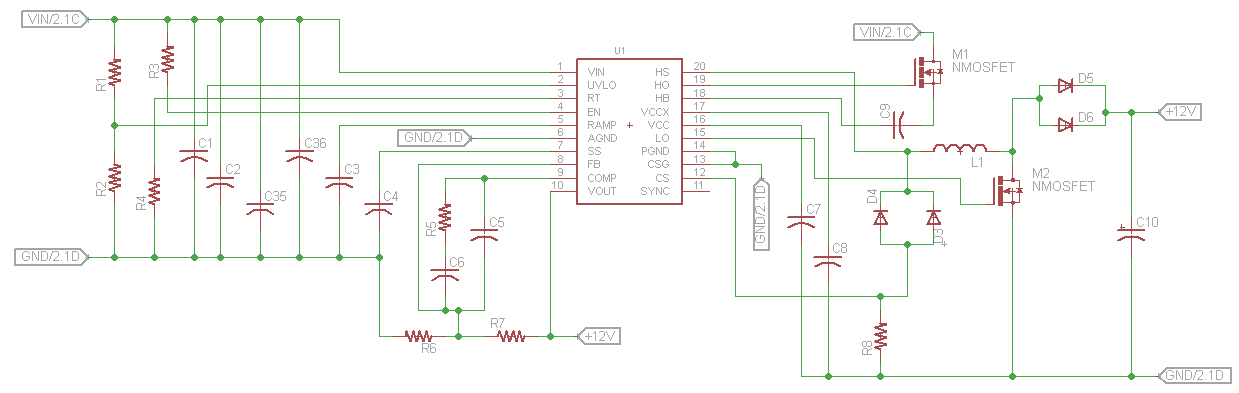 VIN/2.1C
R1
R3
R2
R4
C1
C2
C35
C36
C3
C4
GND/2.1D
GND/2.1D
R5
C5
C6
R6
R7
+12V
U1
1 VIN HS 20
2 UVLO HO 19
3 RT HB 18
4 EN VCCX 17
5 RAMP + VCC 16
6 AGND LO 15
7 SS PGND 14
8 FB CSG 13
9 COMP CS 12
10 VOUT SYNC 11
VIN/2.1C
M1
NMOSFET
C9
L1
D5
D6
+12V
M2
NMOSFET
D4
D3
+
GND/2.1D
C7
C8
R8
+
C10
GND/2.1D